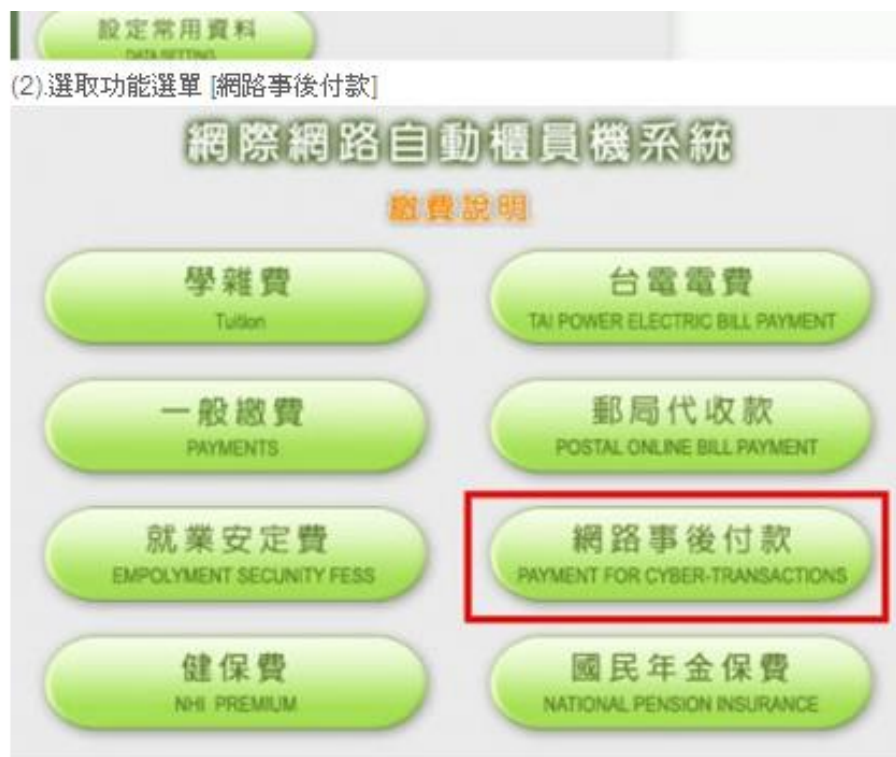 設定常用資料
DATA SETTING
(2).選取功能選單 [網路事後付款]
網際網路自動櫃員機系統
繳費說明
學雜費
Tuition
台電電費
TAI POWER ELECTRIC BILL PAYMENT
一般繳費
PAYMENTS
郵局代收款
POSTAL ONLINE BILL PAYMENT
就業安定費
EMPOLYMENT SECUNITY FESS
網路事後付款
PAYMENT FOR CYBER-TRANSACTIONS
健保費
NHI PREMIUM
國民年金保費
NATIONAL PENSION INSURANCE